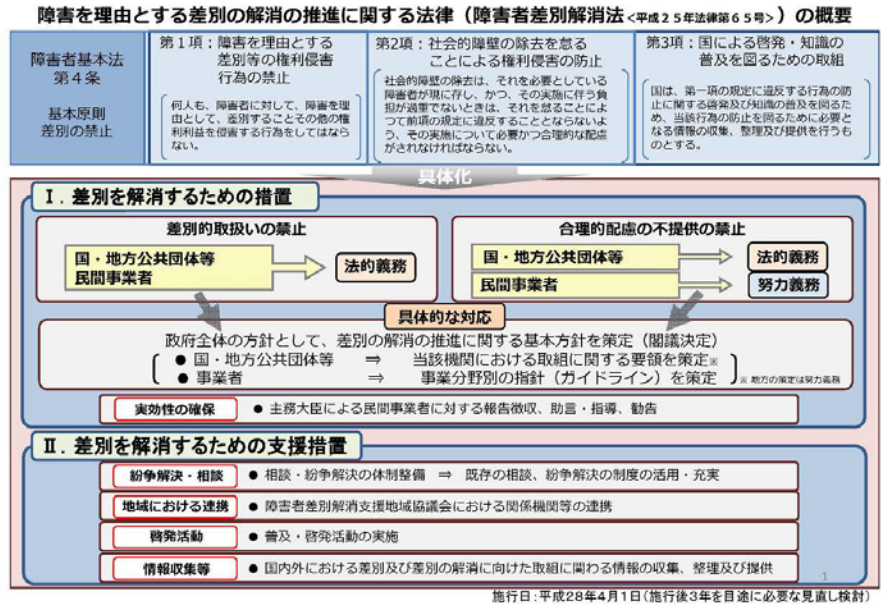 障害を理由とする差別の解消の推進に関する法律（障害者差別解消法<平成２５年法律第６５号>）の概要
障害者基本法
第４条
基本原則
差別の禁止
第１項：障害を理由とする
差別等の権利侵害
行為の禁止
何人も、障害者に対して、障害を理
由として、差別することその他の権
利利益を侵害する行為をしてはなら
ない。
第２項：社会的障壁の除去を怠る
ことによる権利侵害の防止
社会的障壁の除去は、それを必要としている
障害者が現に存し、かつ、その実施に伴う負
担が過重でないときは、それを怠ることによ
つて前項の規定に違反することとならないよ
う、その実施について必要かつ合理的な配慮
がされなければならない。
第３項：国による啓発・知識の
普及を図るための取組
国は、第一項の規定に違反する行為の防
止に関する啓発及び知識の普及を図るた
め、当該行為の防止を図るために必要と
なる情報の収集、整理及び提供を行うも
のとする。
具体化
Ⅰ．差別を解消するための措置
差別的取扱いの禁止
国・地方公共団体等
民間事業者
法的義務
合理的配慮の不提供の禁止
国・地方公共団体等
法的義務
民間事業者
努力義務
具体的な対応
政府全体の方針として、差別の解消の推進に関する基本方針を策定（閣議決定）
● 国・地方公共団体等 ⇒ 当該機関における取組に関する要領を策定※
● 事業者 ⇒ 事業分野別の指針（ガイドライン）を策定
※ 地方の策定は努力義務
実効性の確保
● 主務大臣による民間事業者に対する報告徴収、助言・指導、勧告
Ⅱ．差別を解消するための支援措置
紛争解決・相談
● 相談・紛争解決の体制整備 ⇒ 既存の相談、紛争解決の制度の活用・充実
地域における連携
● 障害者差別解消支援地域協議会における関係機関等の連携
啓発活動
● 普及・啓発活動の実施
情報収集等
● 国内外における差別及び差別の解消に向けた取組に関わる情報の収集、整理及び提供
1
施行日：平成２８年４月１日（施行後３年を目途に必要な見直し検討）